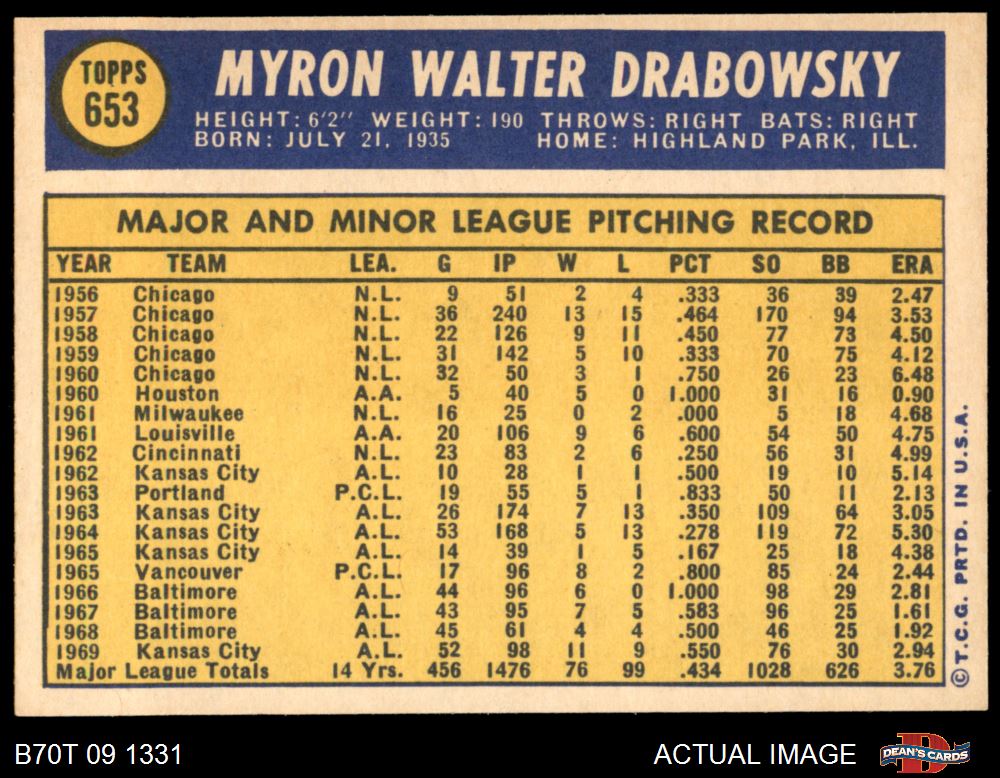 TOPPS
653
MYRON WALTER DRABOWSKY
HEIGHT: 6'2" WEIGHT: 190 THROWS: RIGHT BATS: RIGHT
BORN: JULY 21, 1935 HOME: HIGHLAND PARK, ILL.
MAJOR AND MINOR LEAGUE PITCHING RECORD
YEAR TEAM LEA. G IP W L PCT SO BB ERA
1956 Chicago N.L. 9 51 2 4 .333 36 39 2.47
1957 Chicago N.L. 36 240 13 15 .464 170 94 3.53
1958 Chicago N.L. 22 126 9 11 .450 77 73 4.50
1959 Chicago N.L. 31 142 5 10 .333 70 75 4.12
1960 Chicago N.L. 32 50 3 1 .750 26 23 6.48
1960 Houston A.A. 5 40 5 0 1.000 31 16 0.90
1961 Milwaukee N.L. 16 25 0 2 .000 5 18 4.68
1961 Louisville A.A. 20 106 9 6 .600 54 50 4.75
1962 Cincinnati N.L. 23 83 2 6 .250 56 31 4.99
1962 Kansas City A.L. 10 28 1 1 .500 19 10 5.14
1963 Portland P.C.L. 19 55 5 1 .833 50 11 2.13
1963 Kansas City A.L. 26 174 7 13 .350 109 64 3.05
1964 Kansas City A.L. 53 168 5 13 .278 119 72 5.30
1965 Kansas City A.L. 14 39 1 5 .167 25 18 4.38
1965 Vancouver P.C.L. 17 96 8 2 .800 85 24 2.44
1966 Baltimore A.L. 44 96 6 0 1.000 98 29 2.81
1967 Baltimore A.L. 43 95 7 5 .583 96 25 1.61
1968 Baltimore A.L. 45 61 4 4 .500 46 25 1.92
1969 Kansas City A.L. 52 98 11 9 .550 76 30 2.94
Major League Totals 14 Yrs. 456 1476 76 99 .434 1028 626 3.76
© T.C.G. PRTD. IN U.S.A.
B70T 09 1331 ACTUAL IMAGE
DEAN'S CARDS